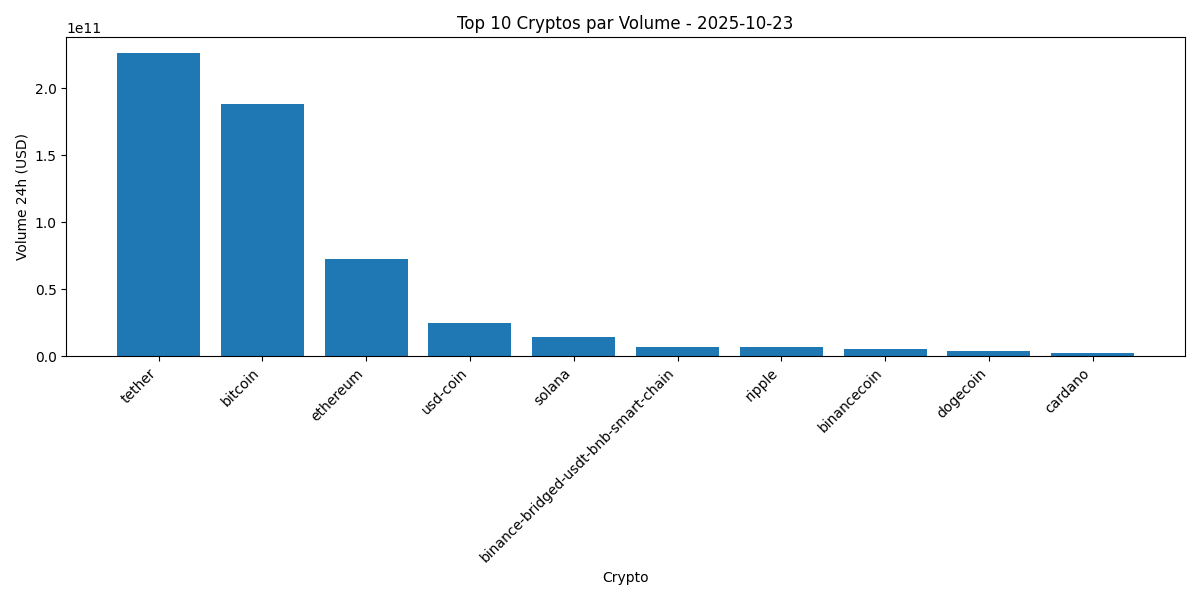 Top 10 Cryptos par Volume - 2025-10-23
1e11
Volume 24h (USD)
2.0
1.5
1.0
0.5
0.0
tether
bitcoin
ethereum
usd-coin
solana
binance-bridged-usdt-bnb-smart-chain
ripple
binancecoin
dogecoin
cardano
Crypto